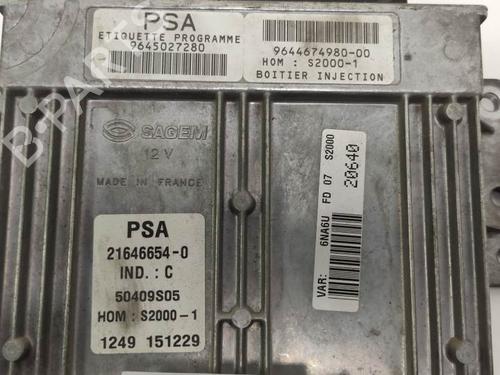 PSA
ETIQUETTE PROGRAMME
9645027280
9644674980-00
HOM : S2000-1
BOITIER INJECTION
SAGEM
12 V
MADE IN FRANCE
PSA
21646654-0
IND. : C
50409S05
HOM : S2000-1
1249 151229
VAR: 6NA6U FD 07 S2000
20640
B-PARTS